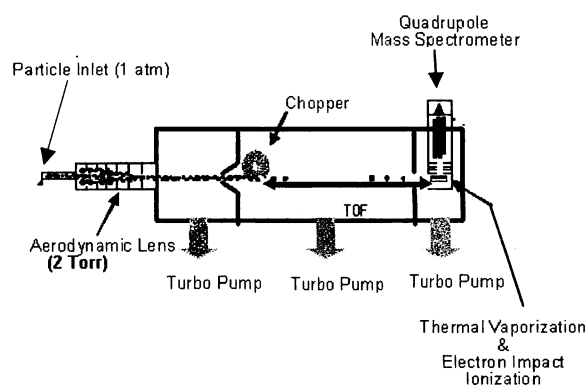 Quadrupole
Mass Spectrometer
Particle Inlet (1 atm)
Chopper
TOF
Aerodynamic Lens
(2 Torr)
Turbo Pump
Turbo Pump
Turbo Pump
Thermal Vaporization
&
Electron Impact
Ionization